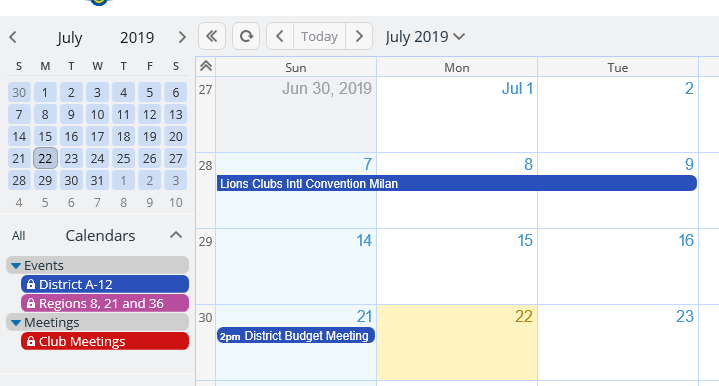 July 2019
S M T W T F S
30 1 2 3 4 5 6
7 8 9 10 11 12 13
14 15 16 17 18 19 20
21 22 23 24 25 26 27
28 29 30 31 1 2 3
4 5 6 7 8 9 10
All Calendars
Events
District A-12
Regions 8, 21 and 36
Meetings
Club Meetings
Today July 2019
Sun Mon Tue
27 Jun 30, 2019 Jul 1 2
28 7 8 9
Lions Clubs Intl Convention Milan
29 14 15 16
30 21 22 23
2pm District Budget Meeting